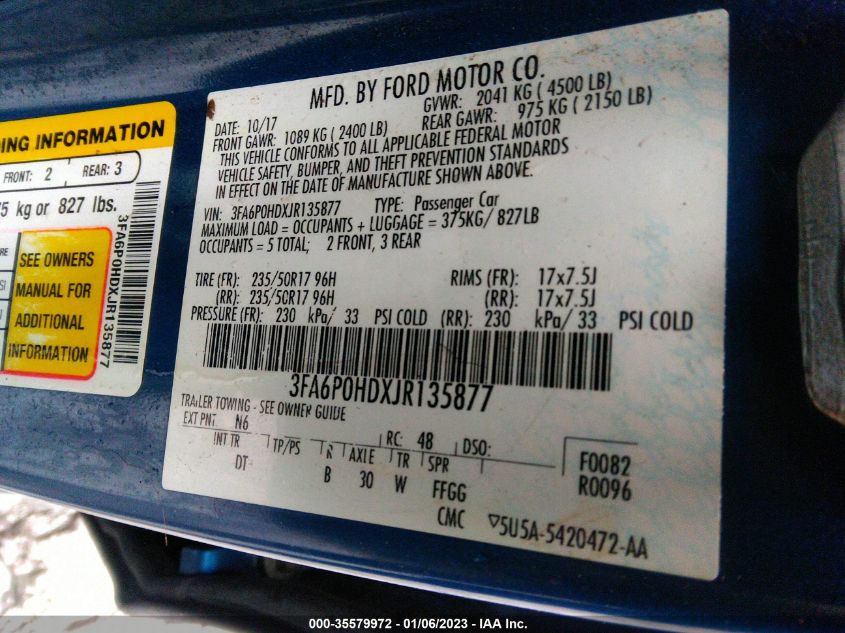 DING INFORMATION
FRONT: 2 REAR: 3
5 kg or 827 lbs.
SEE OWNERS
MANUAL FOR
ADDITIONAL
INFORMATION
3FA6P0HDXJR135877
MFD. BY FORD MOTOR CO.
DATE: 10/17 GVWR: 2041 KG ( 4500 LB)
FRONT GAWR: 1089 KG ( 2400 LB) REAR GAWR: 975 KG ( 2150 LB)
THIS VEHICLE CONFORMS TO ALL APPLICABLE FEDERAL MOTOR
VEHICLE SAFETY, BUMPER, AND THEFT PREVENTION STANDARDS
IN EFFECT ON THE DATE OF MANUFACTURE SHOWN ABOVE.
VIN: 3FA6P0HDXJR135877 TYPE: Passenger Car
MAXIMUM LOAD = OCCUPANTS + LUGGAGE = 375KG/ 827LB
OCCUPANTS = 5 TOTAL; 2 FRONT, 3 REAR
TIRE (FR): 235/50R17 96H RIMS (FR): 17x7.5J
(RR): 235/50R17 96H (RR): 17x7.5J
PRESSURE (FR): 230 kPa/ 33 PSI COLD (RR): 230 kPa/ 33 PSI COLD
3FA6P0HDXJR135877
TRAILER TOWING - SEE OWNER GUIDE
EXT PNT N6 RC: 48 DSO: F0082
INT TR TP/PS R AXLE TR SPR R0096
DT B 30 W FFGG
CMC ▽5U5A-5420472-AA
000-35579972 - 01/06/2023 - IAA Inc.